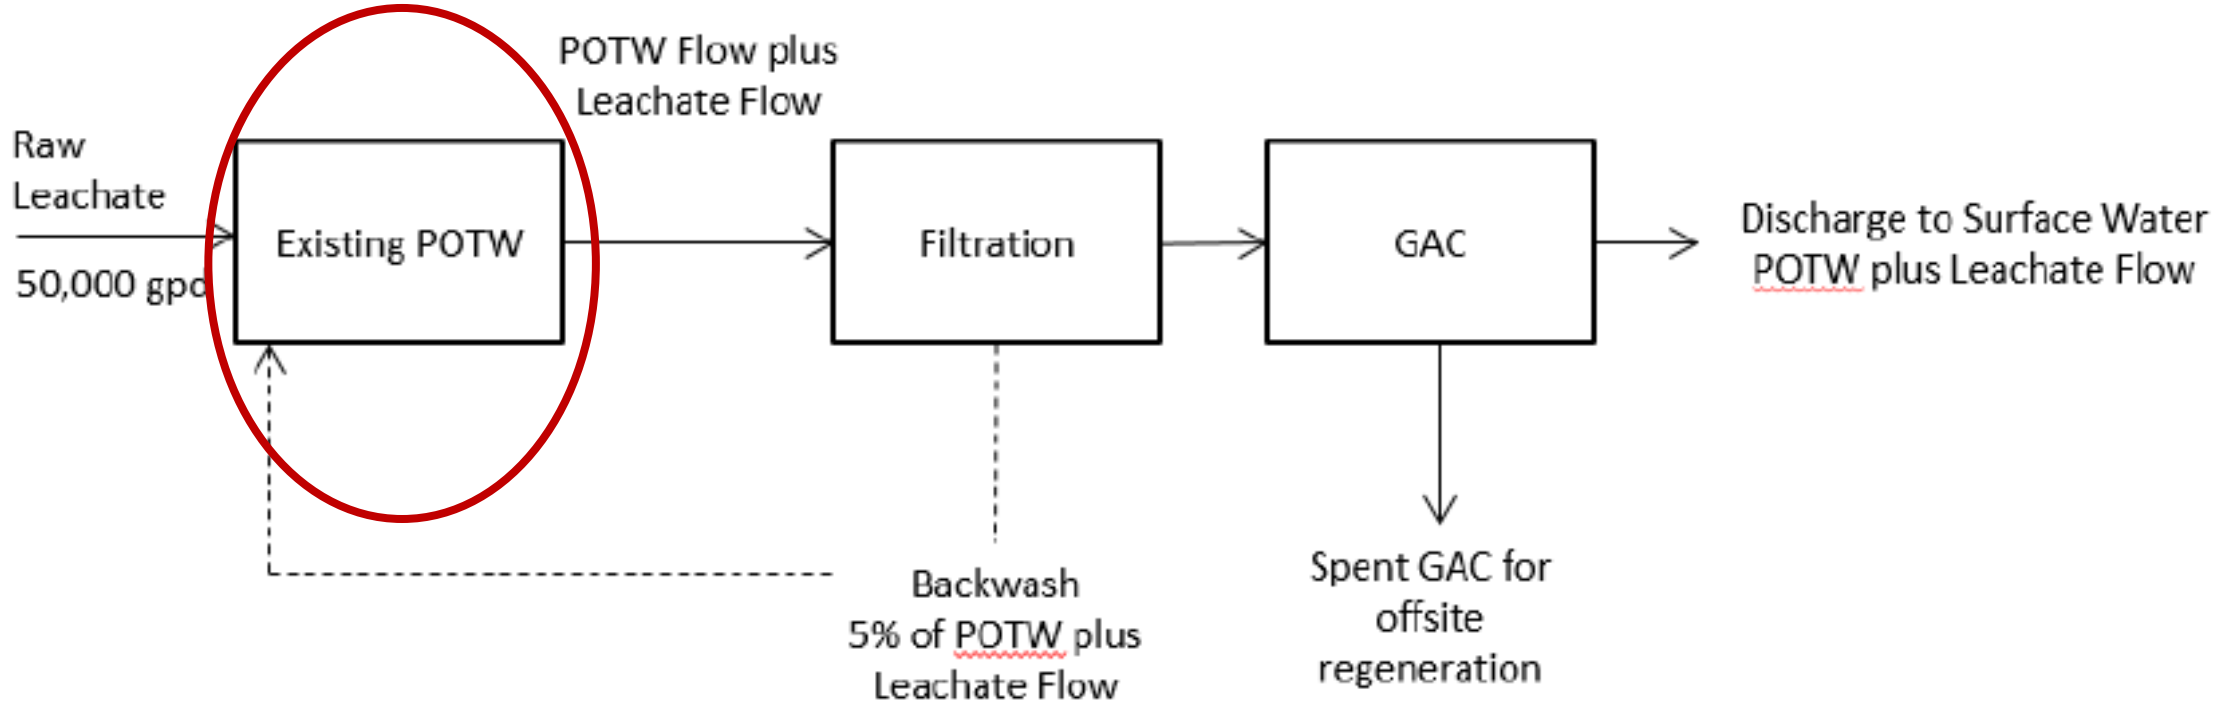 Raw
Leachate
50,000 gpd
Existing POTW
POTW Flow plus
Leachate Flow
Filtration
GAC
Discharge to Surface Water
POTW plus Leachate Flow
Backwash
5% of POTW plus
Leachate Flow
Spent GAC for
offsite
regeneration